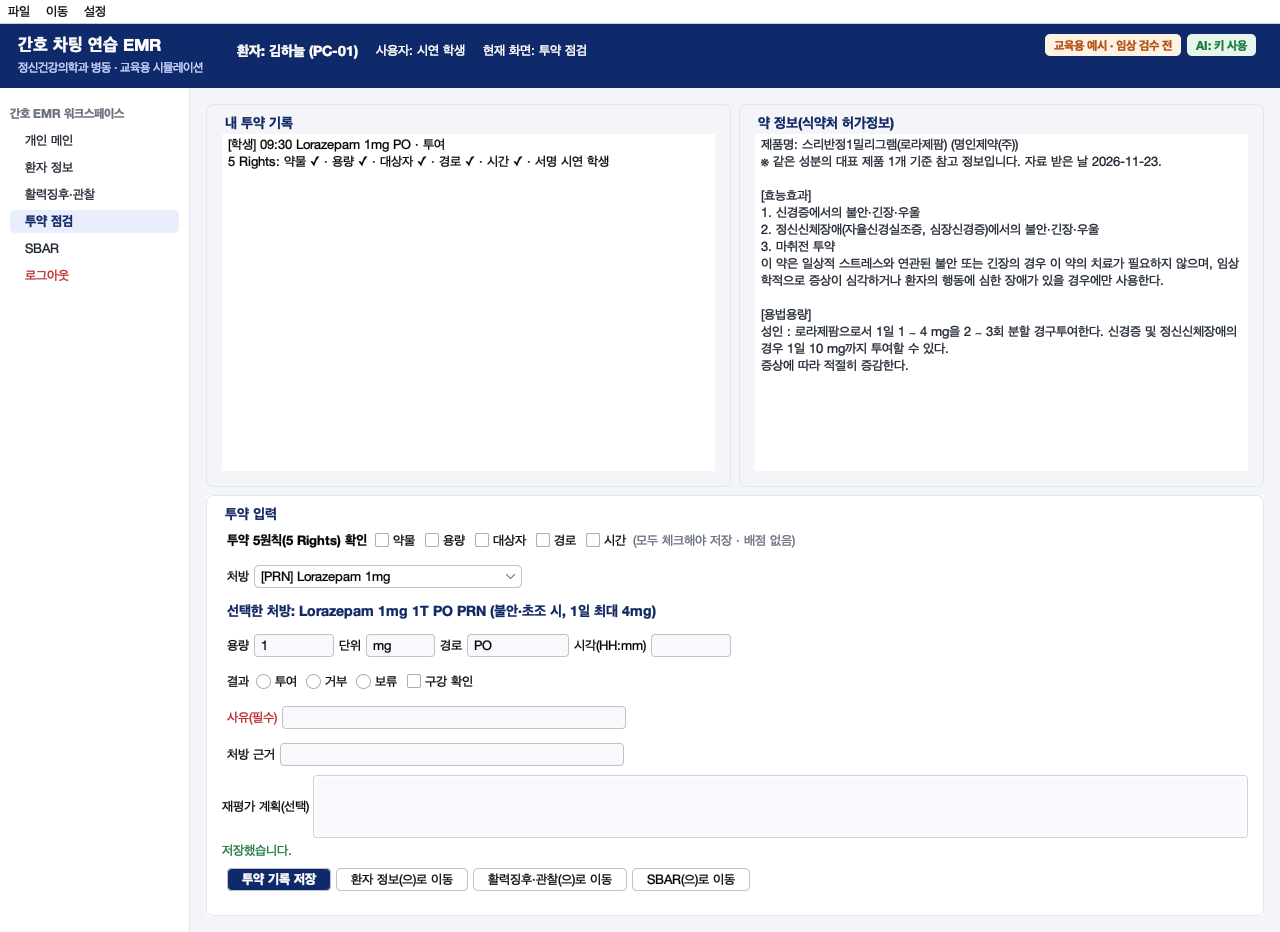 파일 이동 설정
간호 차팅 연습 EMR
정신건강의학과 병동 · 교육용 시뮬레이션
환자: 김하늘 (PC-01) 사용자: 시연 학생 현재 화면: 투약 점검
교육용 예시 · 임상 검수 전 AI: 키 사용
간호 EMR 워크스페이스
개인 메인
환자 정보
활력징후·관찰
투약 점검
SBAR
로그아웃
내 투약 기록
[학생] 09:30 Lorazepam 1mg PO · 투여
5 Rights: 약물 ✓ · 용량 ✓ · 대상자 ✓ · 경로 ✓ · 시간 ✓ · 서명 시연 학생
약 정보(식약처 허가정보)
제품명: 스리반정1밀리그램(로라제팜) (명인제약(주))
※ 같은 성분의 대표 제품 1개 기준 참고 정보입니다. 자료 받은 날 2026-11-23.
[효능효과]
1. 신경증에서의 불안·긴장·우울
2. 정신신체장애(자율신경실조증, 심장신경증)에서의 불안·긴장·우울
3. 마취전 투약
이 약은 일상적 스트레스와 연관된 불안 또는 긴장의 경우 이 약의 치료가 필요하지 않으며, 임상
학적으로 증상이 심각하거나 환자의 행동에 심한 장애가 있을 경우에만 사용한다.
[용법용량]
성인 : 로라제팜으로서 1일 1 ~ 4 mg을 2 ~ 3회 분할 경구투여한다. 신경증 및 정신신체장애의
경우 1일 10 mg까지 투여할 수 있다.
증상에 따라 적절히 증감한다.
투약 입력
투약 5원칙(5 Rights) 확인 약물 용량 대상자 경로 시간 (모두 체크해야 저장 · 배점 없음)
처방 [PRN] Lorazepam 1mg
선택한 처방: Lorazepam 1mg 1T PO PRN (불안·초조 시, 1일 최대 4mg)
용량 1 단위 mg 경로 PO 시각(HH:mm)
결과 투여 거부 보류 구강 확인
사유(필수)
처방 근거
재평가 계획(선택)
저장했습니다.
투약 기록 저장 환자 정보(으)로 이동 활력징후·관찰(으)로 이동 SBAR(으)로 이동